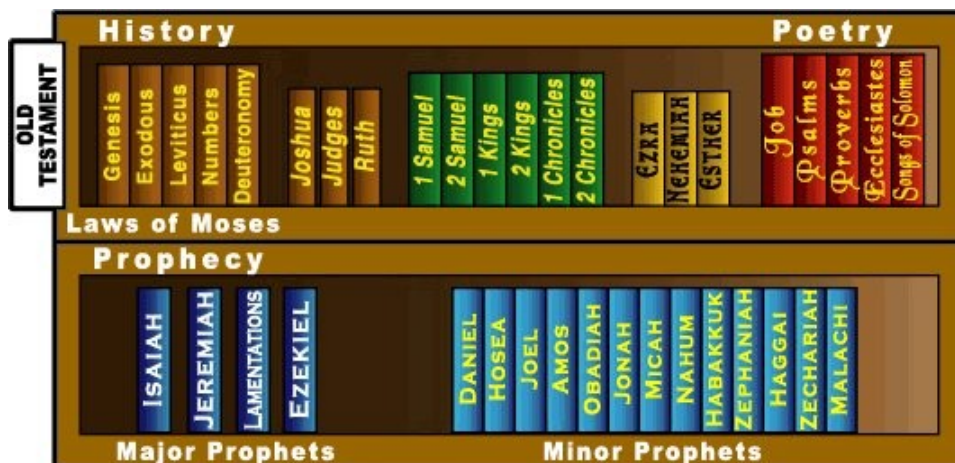 OLD
TESTAMENT
History
Poetry
Genesis
Exodous
Leviticus
Numbers
Deuteronomy
Joshua
Judges
Ruth
1 Samuel
2 Samuel
1 Kings
2 Kings
1 Chronicles
2 Chronicles
EZRA
NEHEMIAH
ESTHER
Job
Psalms
Proverbs
Ecclesiastes
Songs of Solomon
Laws of Moses
Prophecy
ISAIAH
JEREMIAH
LAMENTATIONS
EZEKIEL
DANIEL
HOSEA
JOEL
AMOS
OBADIAH
JONAH
MICAH
NAHUM
HABAKKUK
ZEPHANIAH
HAGGAI
ZECHARIAH
MALACHI
Major Prophets
Minor Prophets